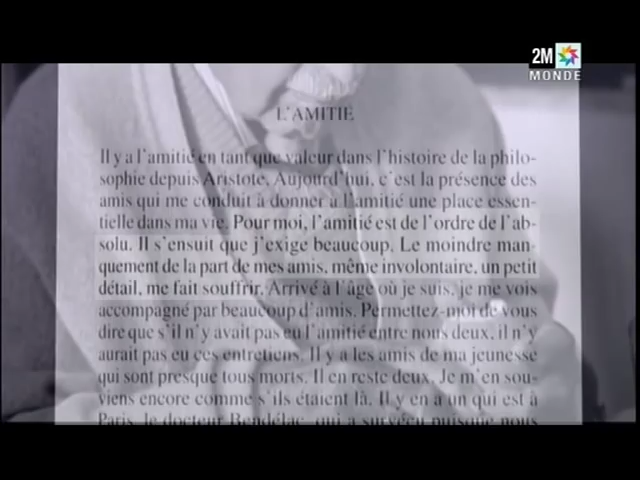 2M
MONDE
L'AMITIÉ
Il y a l'amitié en tant que valeur dans l'histoire de la philo-
sophie depuis Aristote. Aujourd'hui, c'est la présence des
amis qui me conduit à donner à l'amitié une place essen-
tielle dans ma vie. Pour moi, l'amitié est de l'ordre de l'ab-
solu. Il s'ensuit que j'exige beaucoup. Le moindre man-
quement de la part de mes amis, même involontaire, un petit
détail, me fait souffrir. Arrivé à l'âge où je suis, je me vois
accompagné par beaucoup d'amis. Permettez-moi de vous
dire que s'il n'y avait pas eu l'amitié entre nous deux, il n'y
aurait pas eu ces entretiens. Il y a les amis de ma jeunesse
qui sont presque tous morts. Il en reste deux. Je m'en sou-
viens encore comme s'ils étaient là. Il y en a un qui est à
Paris, le docteur Bendélac, qui a survécu puisque nous